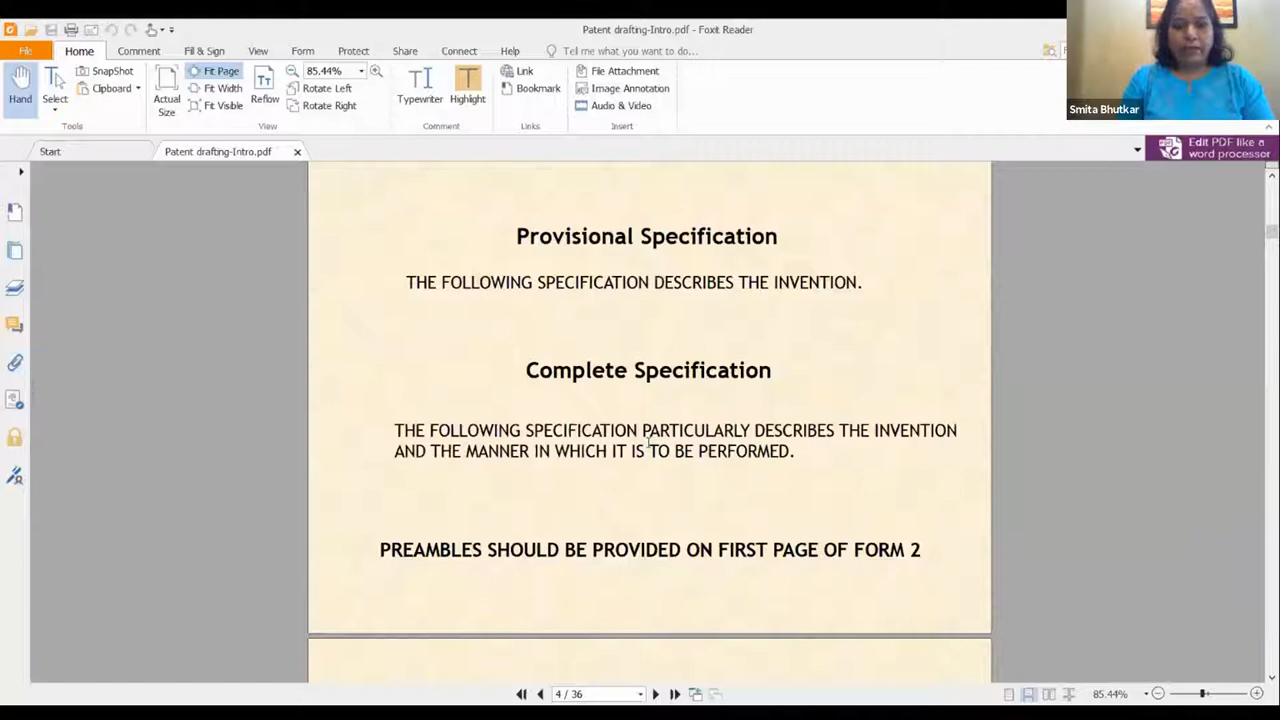 Patent drafting-Intro.pdf - Foxit Reader
File Home Comment Fill & Sign View Form Protect Share Connect Help Tell me what you want to do...
Hand
Select
SnapShot
Clipboard
Tools
Actual Size
Fit Page
Fit Width
Fit Visible
Reflow
85.44%
Rotate Left
Rotate Right
View
Typewriter
Highlight
Comment
Link
Bookmark
Links
File Attachment
Image Annotation
Audio & Video
Insert
Smita Bhutkar
Start
Patent drafting-Intro.pdf
Edit PDF like a
word processor
Provisional Specification
THE FOLLOWING SPECIFICATION DESCRIBES THE INVENTION.
Complete Specification
THE FOLLOWING SPECIFICATION PARTICULARLY DESCRIBES THE INVENTION
AND THE MANNER IN WHICH IT IS TO BE PERFORMED.
PREAMBLES SHOULD BE PROVIDED ON FIRST PAGE OF FORM 2
4 / 36
85.44%